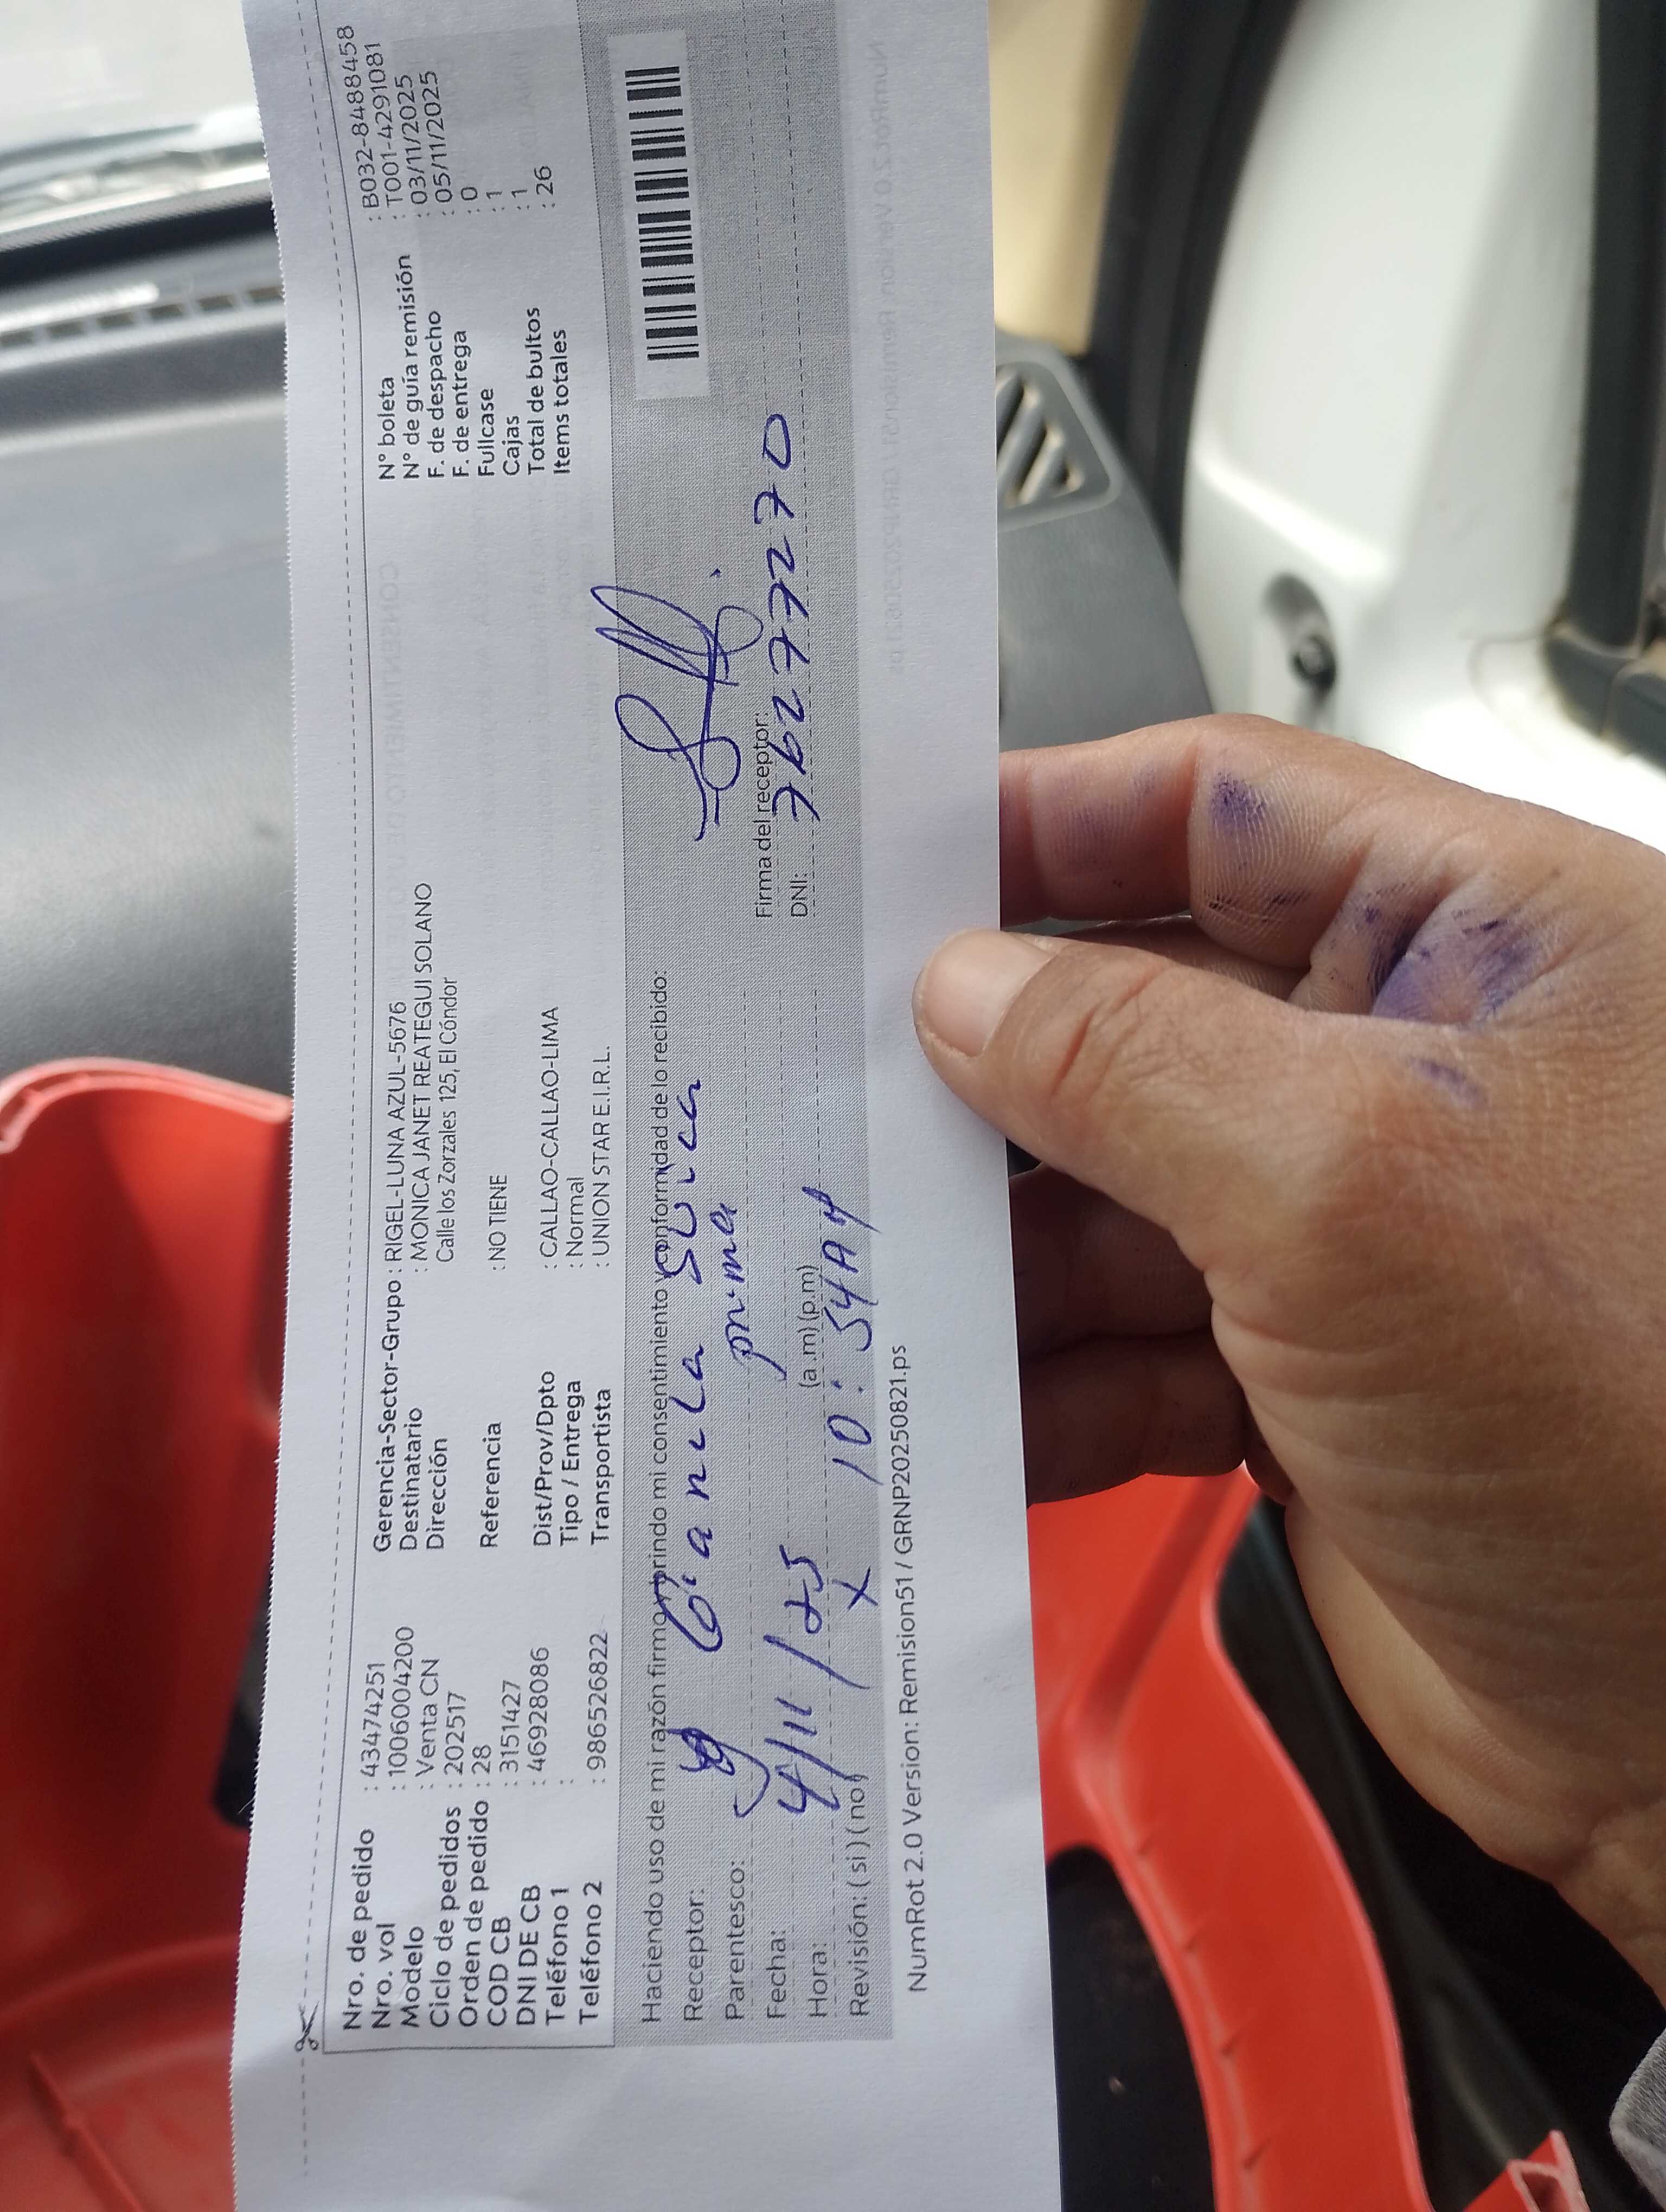 Nro. de pedido : 43474251
Nro. vol : 1006004200
Modelo : Venta CN
Ciclo de pedidos : 202517
Orden de pedido : 28
COD CB : 3151427
DNI DE CB : 46928086
Teléfono 1 :
Teléfono 2 : 986526822
Gerencia-Sector-Grupo : RIGEL-LUNA AZUL-5676
Destinatario : MONICA JANET REATEGUI SOLANO
Dirección Calle los Zorzales 125, El Cóndor
Referencia : NO TIENE
Dist/Prov/Dpto : CALLAO-CALLAO-LIMA
Tipo / Entrega : Normal
Transportista : UNION STAR E.I.R.L.
N° boleta : B032-8488458
N° de guía remisión : T001-4291081
F. de despacho : 03/11/2025
F. de entrega : 05/11/2025
Fullcase : 0
Cajas : 1
Total de bultos : 1
Items totales : 26
Haciendo uso de mi razón firmo y brindo mi consentimiento y conformidad de lo recibido:
Receptor: Gianela
Parentesco: prima
Fecha: 4/11/25
Hora: (a.m) (p.m) 10:54 AM
Revisión: (si) (no) X
Firma del receptor:
DNI: 76277270
NumRot 2.0 Version: Remision51 / GRNP20250821.ps